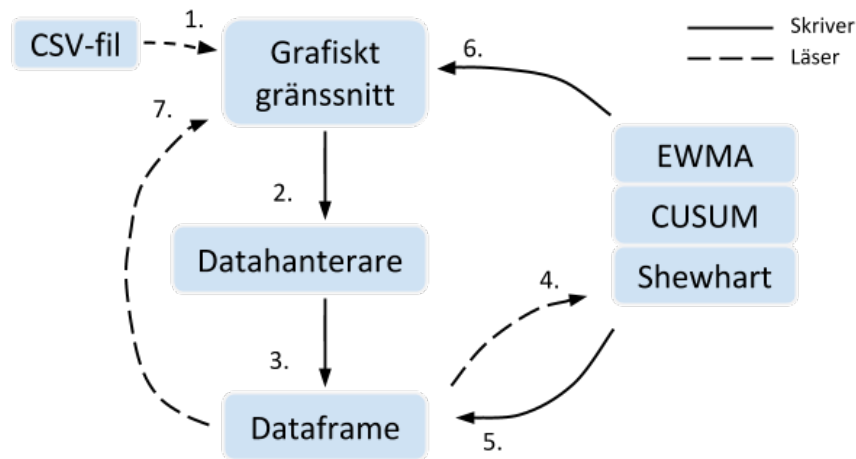 1.
CSV-fil
Grafiskt
gränssnitt
6.
Skriver
Läser
7.
EWMA
2.
CUSUM
Datahanterare
4.
Shewhart
3.
Dataframe
5.